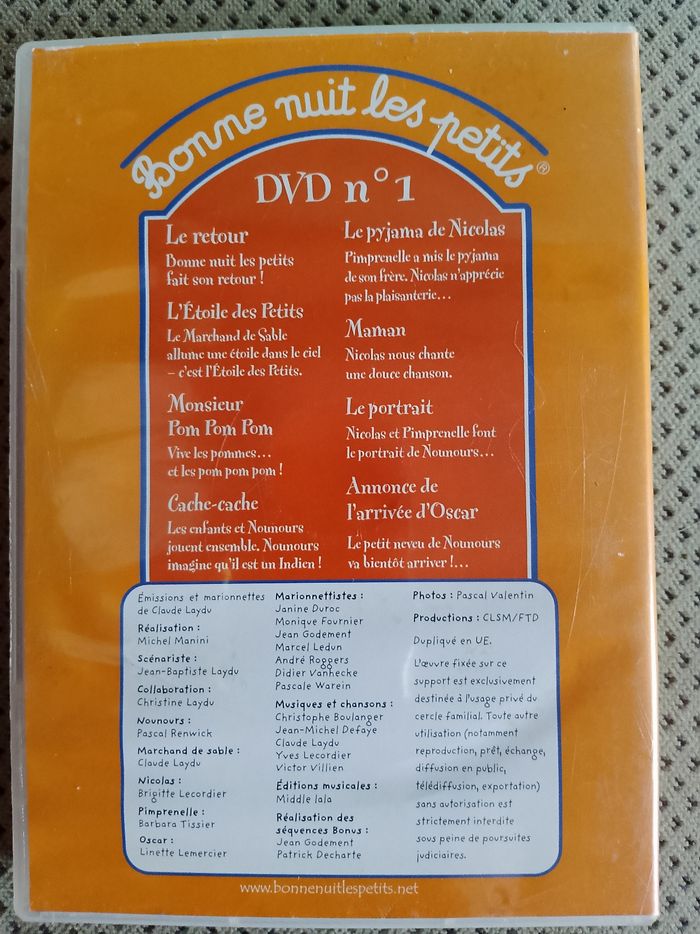 Bonne nuit les petits®
DVD n°1
Le retour
Bonne nuit les petits
fait son retour !
L'Étoile des Petits
Le Marchand de Sable
allume une étoile dans le ciel
– c'est l'Étoile des Petits.
Monsieur
Pom Pom Pom
Vive les pommes...
et les pom pom pom !
Cache-cache
Les enfants et Nounours
jouent ensemble. Nounours
imagine qu'il est un Indien !
Le pyjama de Nicolas
Pimprenelle a mis le pyjama
de son frère. Nicolas n'apprécie
pas la plaisanterie...
Maman
Nicolas nous chante
une douce chanson.
Le portrait
Nicolas et Pimprenelle font
le portrait de Nounours...
Annonce de
l'arrivée d'Oscar
Le petit neveu de Nounours
va bientôt arriver !...
Émissions et marionnettes
de Claude Laydu
Réalisation :
Michel Manini
Scénariste :
Jean-Baptiste Laydu
Collaboration :
Christine Laydu
Nounours :
Pascal Renwick
Marchand de sable :
Claude Laydu
Nicolas :
Brigitte Lecordier
Pimprenelle :
Barbara Tissier
Oscar :
Linette Lemercier
Marionnettistes :
Janine Duroc
Monique Fournier
Jean Godement
Marcel Ledun
André Roggers
Didier Vanhecke
Pascale Warein
Musiques et chansons :
Christophe Boulanger
Jean-Michel Defaye
Claude Laydu
Yves Lecordier
Victor Villien
Éditions musicales :
Middle lala
Réalisation des
séquences Bonus :
Jean Godement
Patrick Decharte
Photos : Pascal Valentin
Productions : CLSM/FTD
Dupliqué en UE.
L'œuvre fixée sur ce
support est exclusivement
destinée à l'usage privé du
cercle familial. Toute autre
utilisation (notamment
reproduction, prêt, échange,
diffusion en public,
télédiffusion, exportation)
sans autorisation est
strictement interdite
sous peine de poursuites
judiciaires.
www.bonnenuitlespetits.net